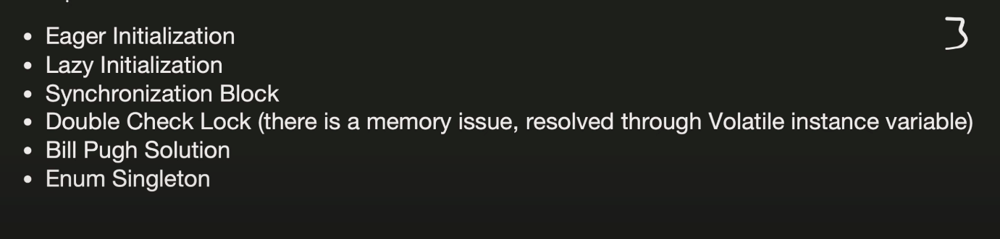 3
• Eager Initialization
• Lazy Initialization
• Synchronization Block
• Double Check Lock (there is a memory issue, resolved through Volatile instance variable)
• Bill Pugh Solution
• Enum Singleton